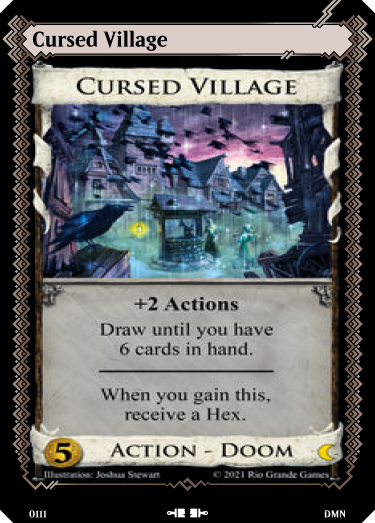 Cursed Village
CURSED VILLAGE
+2 Actions
Draw until you have
6 cards in hand.
When you gain this,
receive a Hex.
5
ACTION - DOOM
Illustration: Joshua Stewart
© 2021 Rio Grande Games
0111
DMN